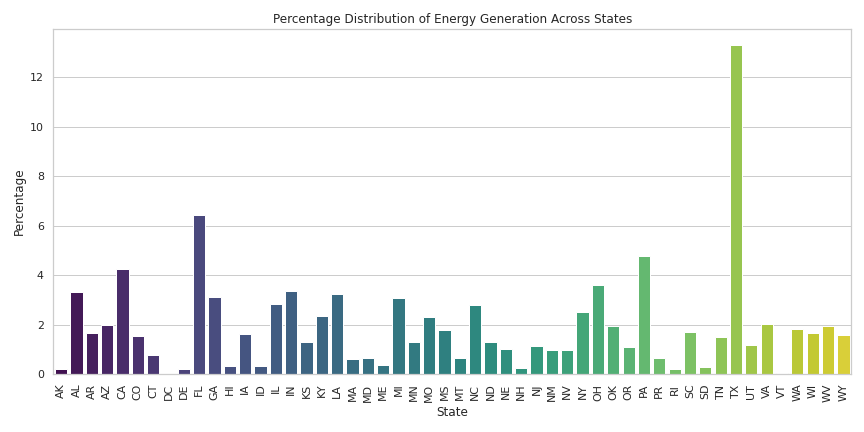 Percentage Distribution of Energy Generation Across States
Percentage
12
10
8
6
4
2
0
AK AL AR AZ CA CO CT DC DE FL GA HI IA ID IL IN KS KY LA MA MD ME MI MN MO MS MT NC ND NE NH NJ NM NV NY OH OK OR PA PR RI SC SD TN TX UT VA VT WA WI WV WY
State